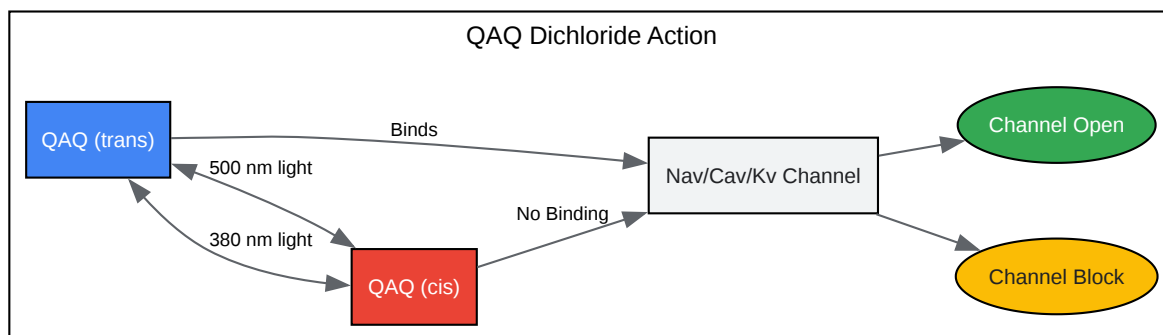 QAQ Dichloride Action
QAQ (trans)
Binds
500 nm light
380 nm light
QAQ (cis)
No Binding
Nav/Cav/Kv Channel
Channel Open
Channel Block